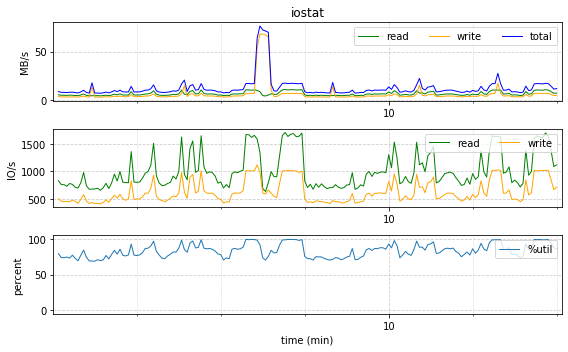 iostat
MB/s
50
0
read
write
total
10
IO/s
1500
1000
500
read
write
10
percent
100
50
0
%util
10
time (min)